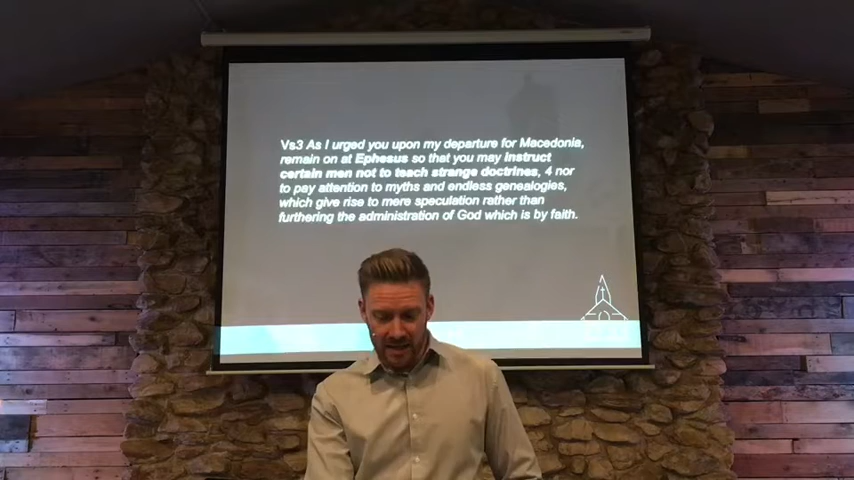 Vs3 As I urged you upon my departure for Macedonia,
remain on at Ephesus so that you may Instruct
certain men not to teach strange doctrines, 4 nor
to pay attention to myths and endless genealogies,
which give rise to mere speculation rather than
furthering the administration of God which is by faith.